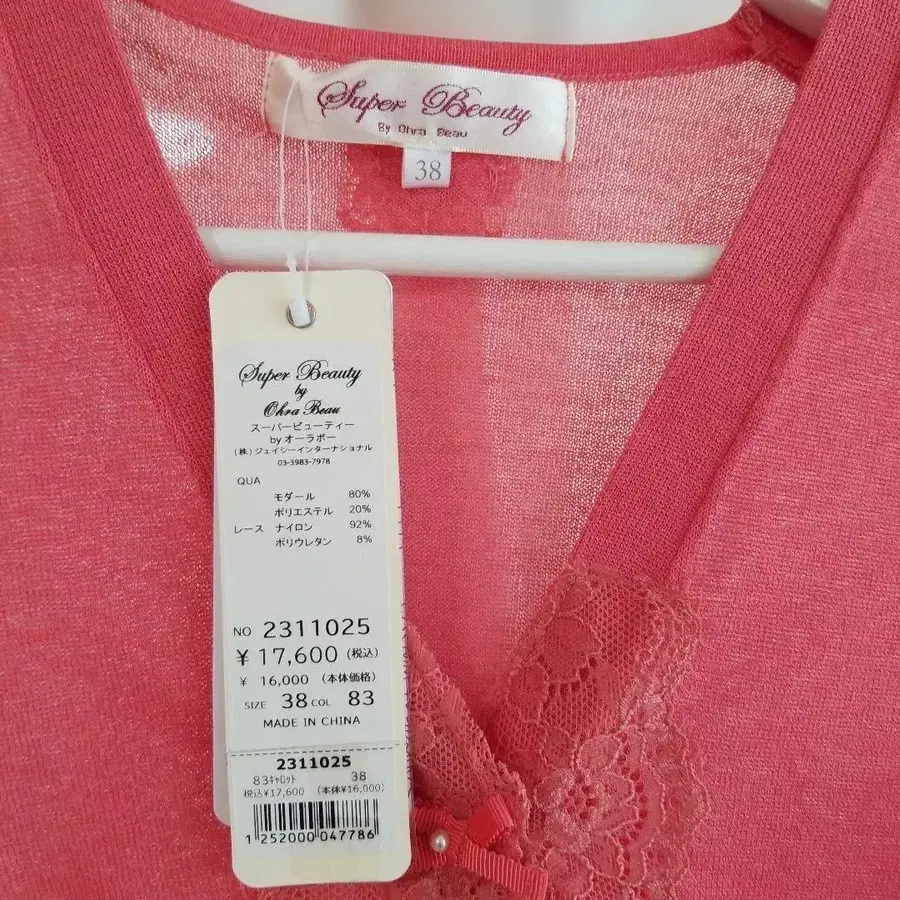 Super Beauty
By Ohra Beau
38
Super Beauty
by
Ohra Beau
スーパービューティー
by オーラボー
(株)ジェイシーインターナショナル
03-3983-7978
QUA
モダール 80%
ポリエステル 20%
レース ナイロン 92%
ポリウレタン 8%
NO 2311025
¥ 17,600 (税込)
¥ 16,000 (本体価格)
SIZE 38 COL 83
MADE IN CHINA
2311025
83キャロット 38
税込¥17,600 (本体¥16,000)
1 252000 047786